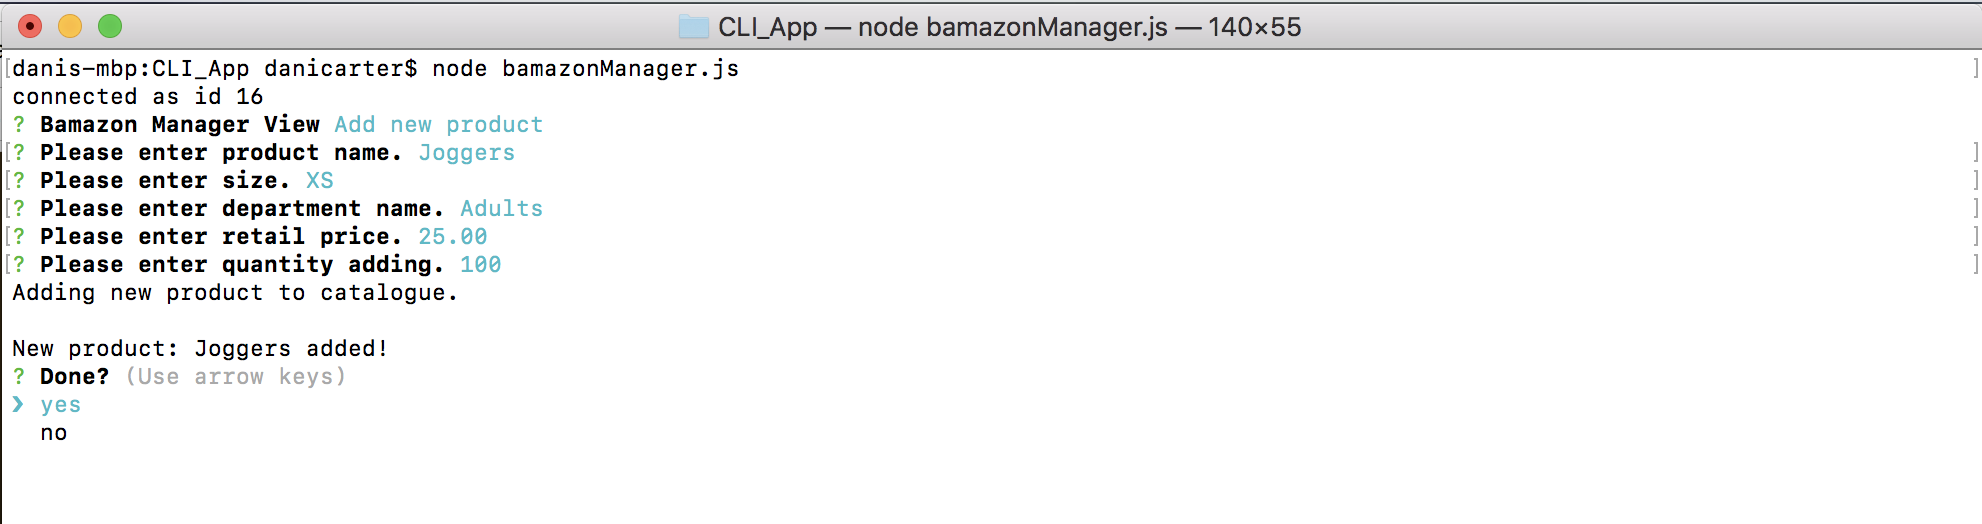 CLI_App — node bamazonManager.js — 140×55
[danis-mbp:CLI_App danicarter$ node bamazonManager.js ]
connected as id 16
? Bamazon Manager View Add new product
[? Please enter product name. Joggers ]
[? Please enter size. XS ]
[? Please enter department name. Adults ]
[? Please enter retail price. 25.00 ]
[? Please enter quantity adding. 100 ]
Adding new product to catalogue.
New product: Joggers added!
? Done? (Use arrow keys)
❯ yes
no